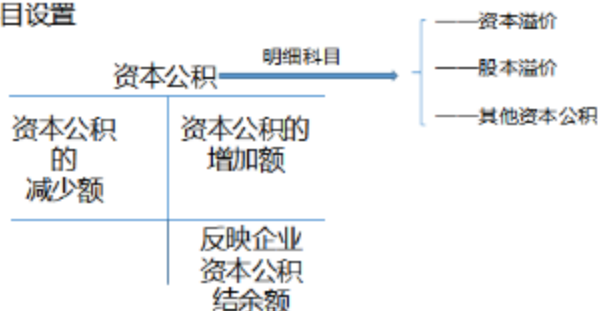 目设置
资本公积
明细科目
——资本溢价
——股本溢价
——其他资本公积
资本公积
的
减少额
资本公积的
增加额
反映企业
资本公积
结余额